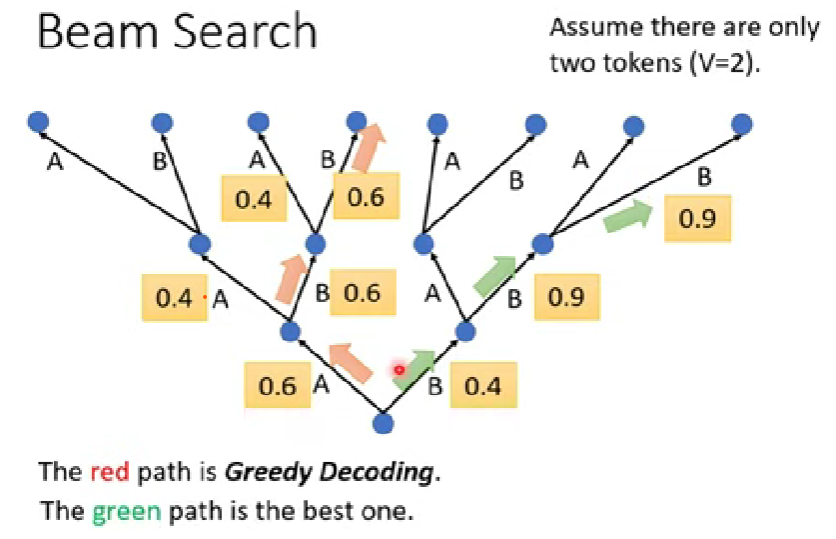 Beam Search
Assume there are only
two tokens (V=2).
A
B
A
B
A
B
A
B
0.4
0.6
0.9
0.4
A
B
0.6
A
B
0.9
0.6
A
B
0.4
The red path is Greedy Decoding.
The green path is the best one.